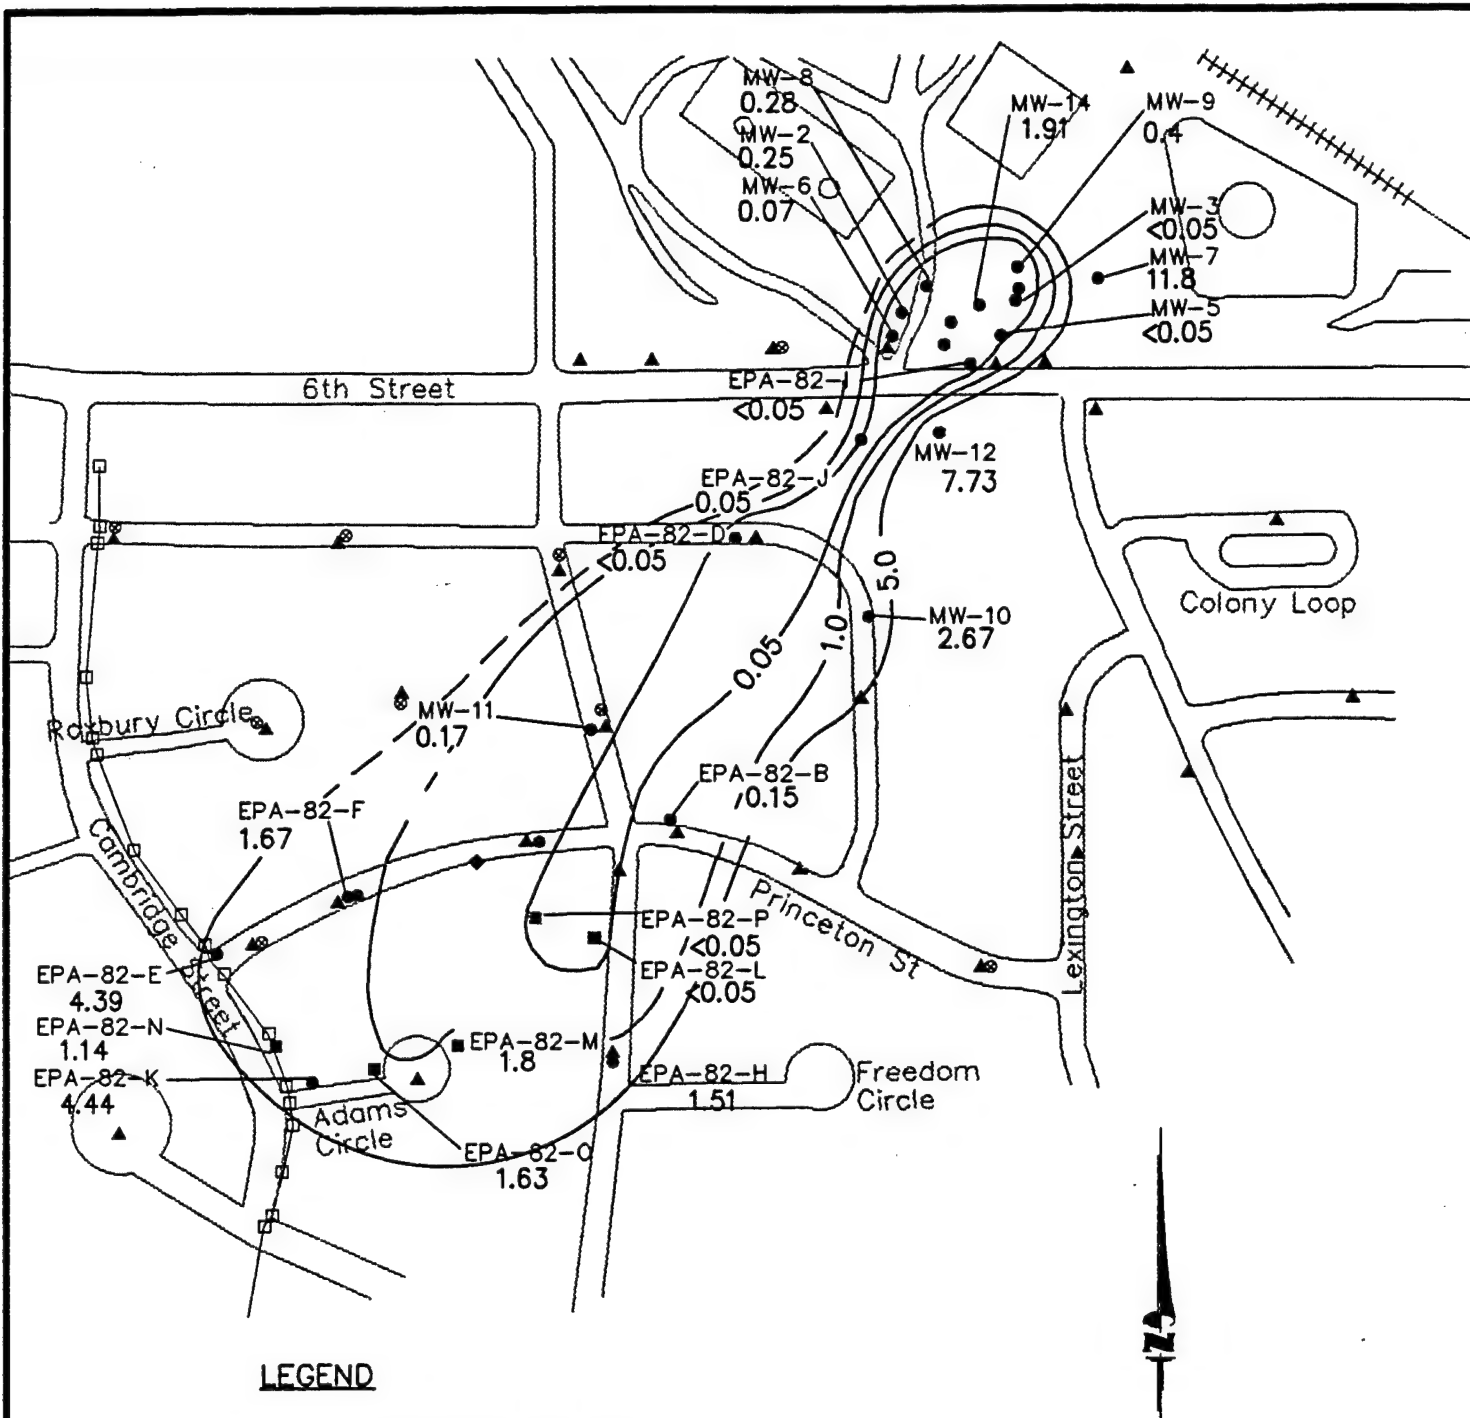 MW-8
0.28
MW-2
0.25
MW-6
0.07
MW-14
1.91
MW-9
0.4
MW-3
<0.05
MW-7
11.8
MW-5
<0.05
6th Street
EPA-82-I
<0.05
MW-12
7.73
EPA-82-J
0.05
EPA-82-D
<0.05
5.0
1.0
0.05
Colony Loop
MW-10
2.67
Roxbury Circle
MW-11
0.17
EPA-82-B
0.15
EPA-82-F
1.67
Cambridge Street
Princeton St
Lexington Street
EPA-82-P
<0.05
EPA-82-L
<0.05
EPA-82-E
4.39
EPA-82-N
1.14
EPA-82-K
4.44
EPA-82-M
1.8
EPA-82-H
1.51
Freedom
Circle
Adams
Circle
EPA-82-O
1.63
LEGEND
N